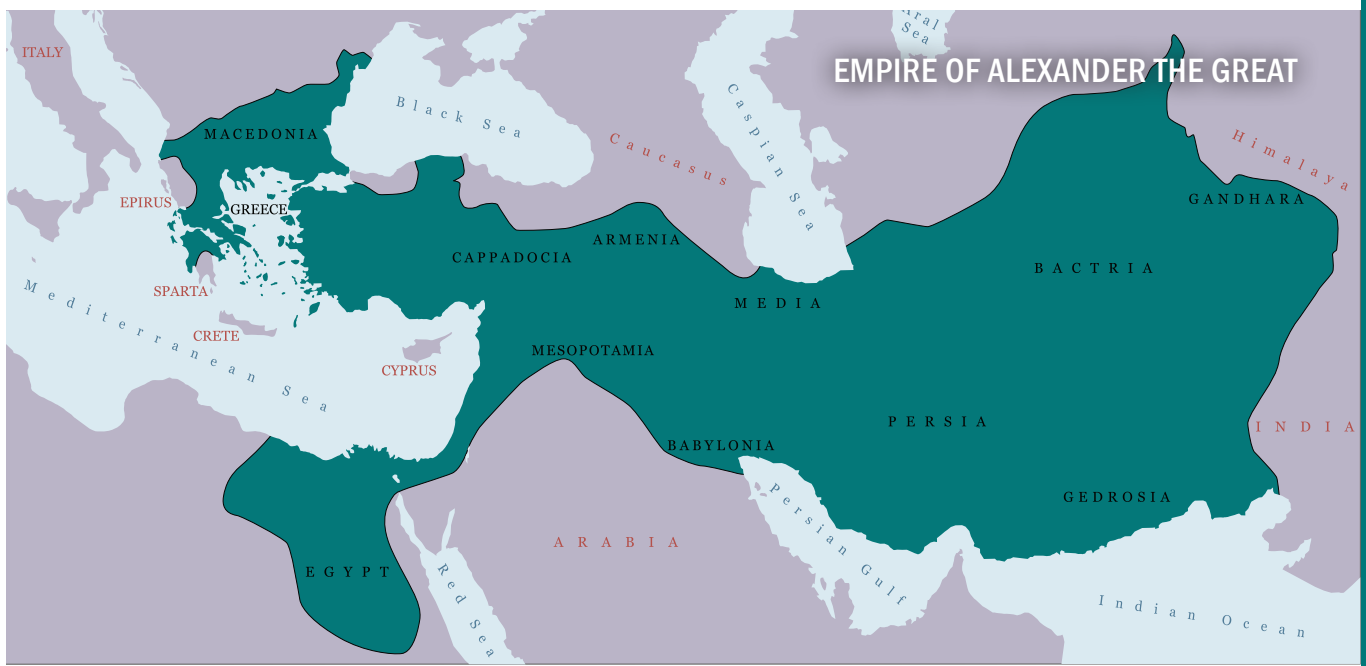 Aral
Sea
ITALY
EMPIRE OF ALEXANDER THE GREAT
Black Sea
Caspian Sea
MACEDONIA
Caucasus
Himalaya
EPIRUS
GREECE
GANDHARA
ARMENIA
CAPPADOCIA
BACTRIA
SPARTA
MEDIA
Mediterranean Sea
CRETE
MESOPOTAMIA
CYPRUS
PERSIA
INDIA
BABYLONIA
GEDROSIA
Persian Gulf
ARABIA
EGYPT
Red Sea
Indian Ocean